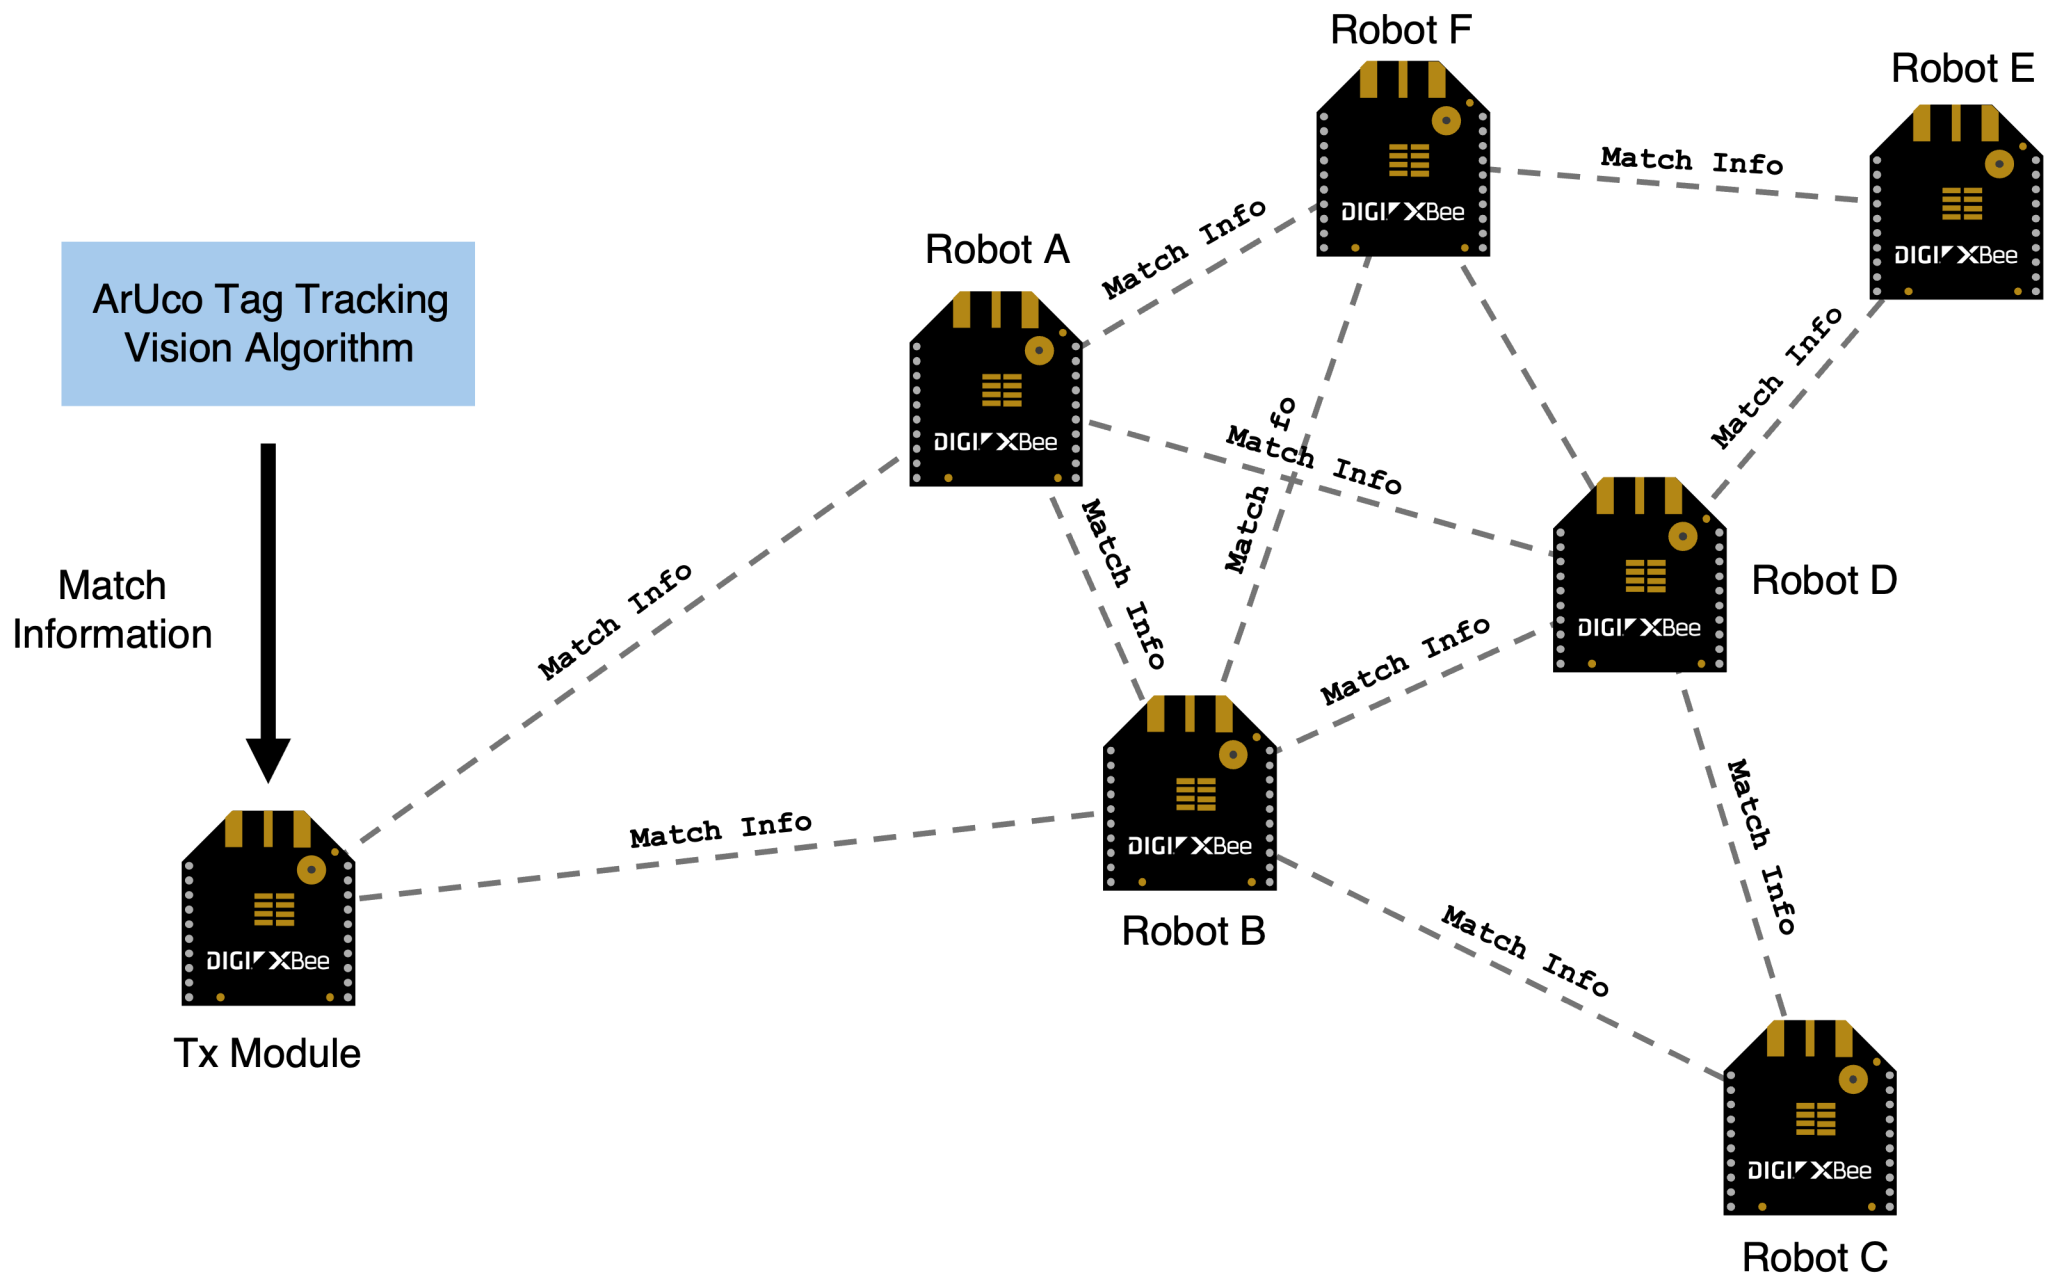 Robot F
Robot E
Match Info
DIGI XBee
DIGI XBee
Match Info
Robot A
ArUco Tag Tracking
Vision Algorithm
DIGI XBee
Match Info
Match Info
Match fo
Match Info
Match Information
Match Info
Robot D
DIGI XBee
Match Info
Match Info
DIGI XBee
Match Info
Robot B
Match Info
Match Info
DIGI XBee
Tx Module
DIGI XBee
Robot C